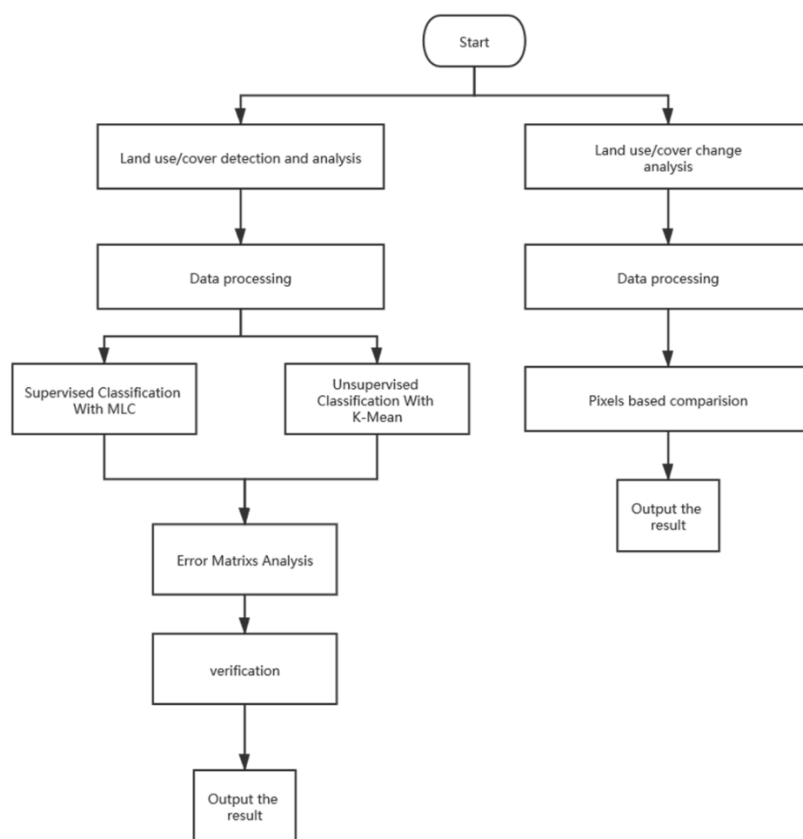 Start
Land use/cover detection and analysis
Land use/cover change
analysis
Data processing
Data processing
Supervised Classification
With MLC
Unsupervised
Classification With
K-Mean
Pixels based comparision
Output the
result
Error Matrixs Analysis
verification
Output the
result